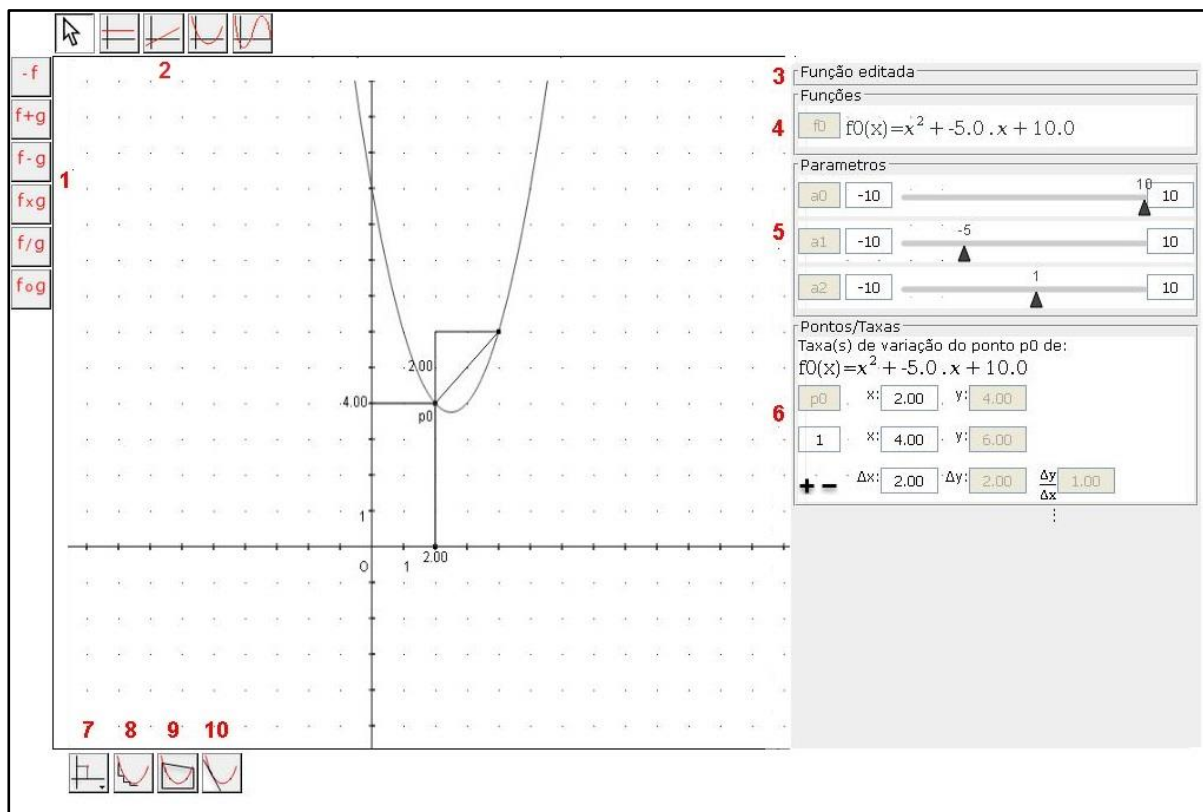 -f
f+g
f-g
fxg
f/g
fog
1
2
3
4
5
6
Função editada
Funções
f0 f0(x)=x² + -5.0 . x + 10.0
Parametros
10
a0 -10 10
-5
a1 -10 10
1
a2 -10 10
Pontos/Taxas
Taxa(s) de variação do ponto p0 de:
f0(x)=x² + -5.0 . x + 10.0
p0 x: 2.00 y: 4.00
1 x: 4.00 y: 6.00
+ - Δx: 2.00 Δy: 2.00 Δy/Δx 1.00
2.00
4.00
p0
1
O 1 2.00
7 8 9 10